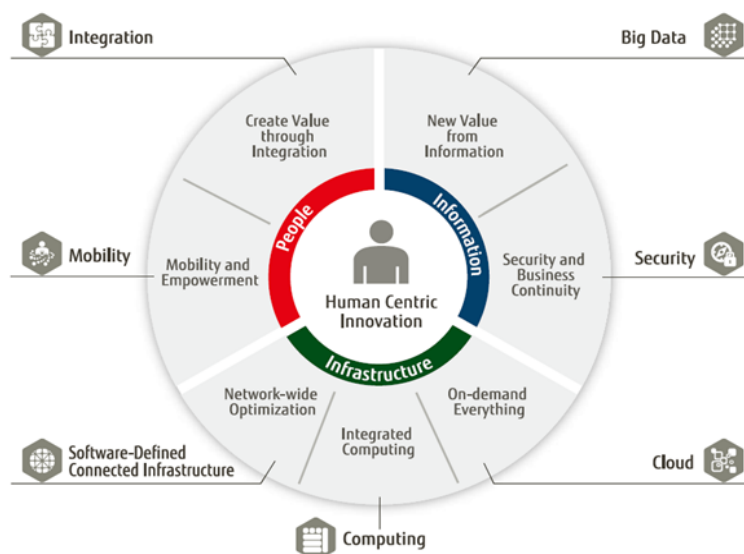 Integration
Big Data
Create Value
through
Integration
New Value
from
Information
People
Information
Mobility
Mobility and
Empowerment
Security and
Business
Continuity
Security
Human Centric
Innovation
Infrastructure
Network-wide
Optimization
On-demand
Everything
Integrated
Computing
Software-Defined
Connected Infrastructure
Cloud
Computing